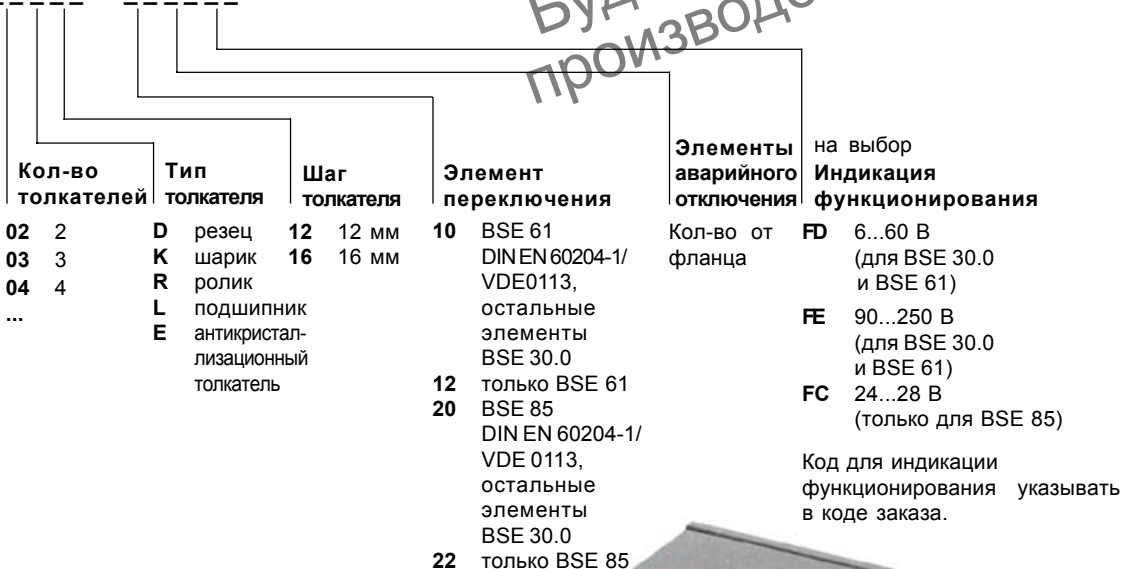 Кол-во
толкателей
02 2
03 3
04 4
...
Тип
толкателя
D резец
K шарик
R ролик
L подшипник
E антикристал-
лизационный
толкатель
Шаг
толкателя
12 12 мм
16 16 мм
Элемент
переключения
10 BSE 61
DIN EN 60204-1/
VDE0113,
остальные
элементы
BSE 30.0
12 только BSE 61
20 BSE 85
DIN EN 60204-1/
VDE 0113,
остальные
элементы
BSE 30.0
22 только BSE 85
Элементы
аварийного
отключения
Кол-во от
фланца
на выбор
Индикация
функционирования
FD 6...60 В
(для BSE 30.0
и BSE 61)
FE 90...250 В
(для BSE 30.0
и BSE 61)
FC 24...28 В
(только для BSE 85)
Код для индикации
функционирования указывать
в коде заказа.